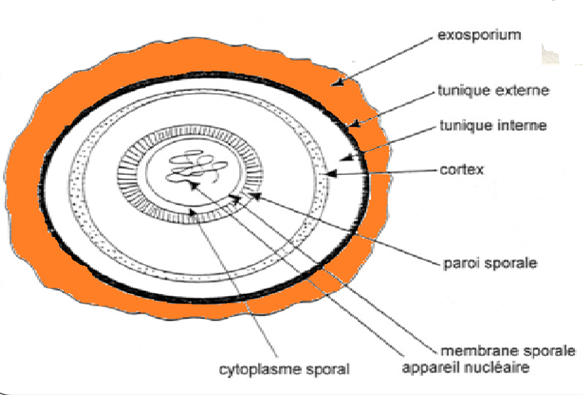 exosporium
tunique externe
tunique interne
cortex
paroi sporale
membrane sporale
appareil nucléaire
cytoplasme sporal